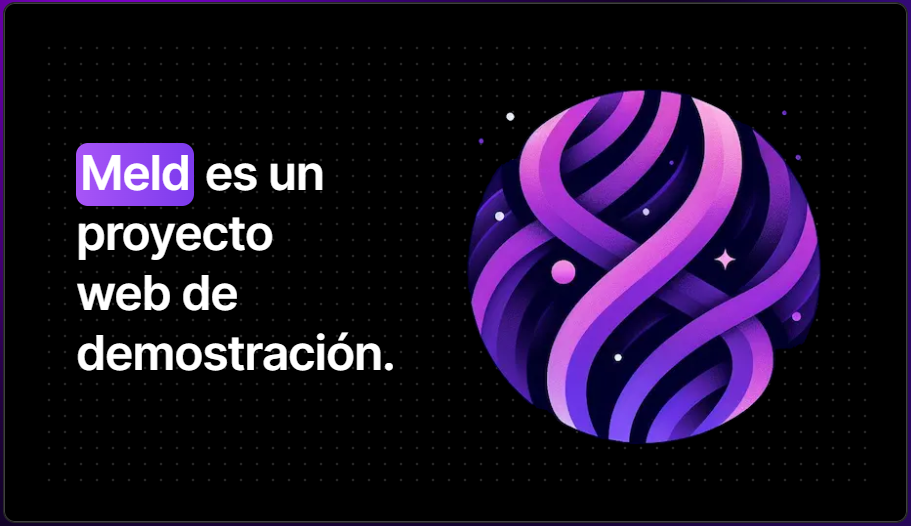 Meld es un
proyecto
web de
demostración.